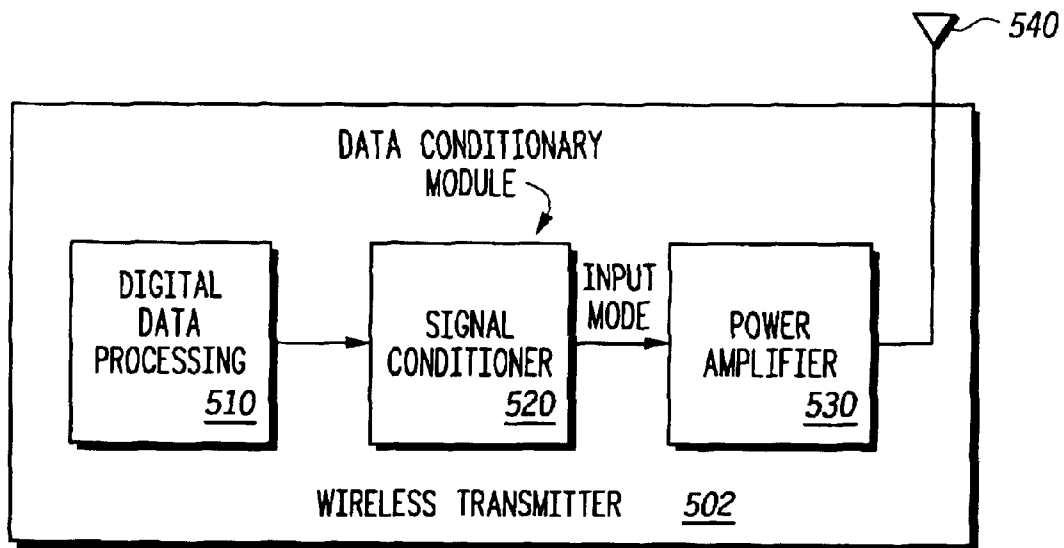 540
DATA CONDITIONARY
MODULE
DIGITAL
DATA
PROCESSING
510
SIGNAL
CONDITIONER
520
INPUT
MODE
POWER
AMPLIFIER
530
WIRELESS TRANSMITTER 502